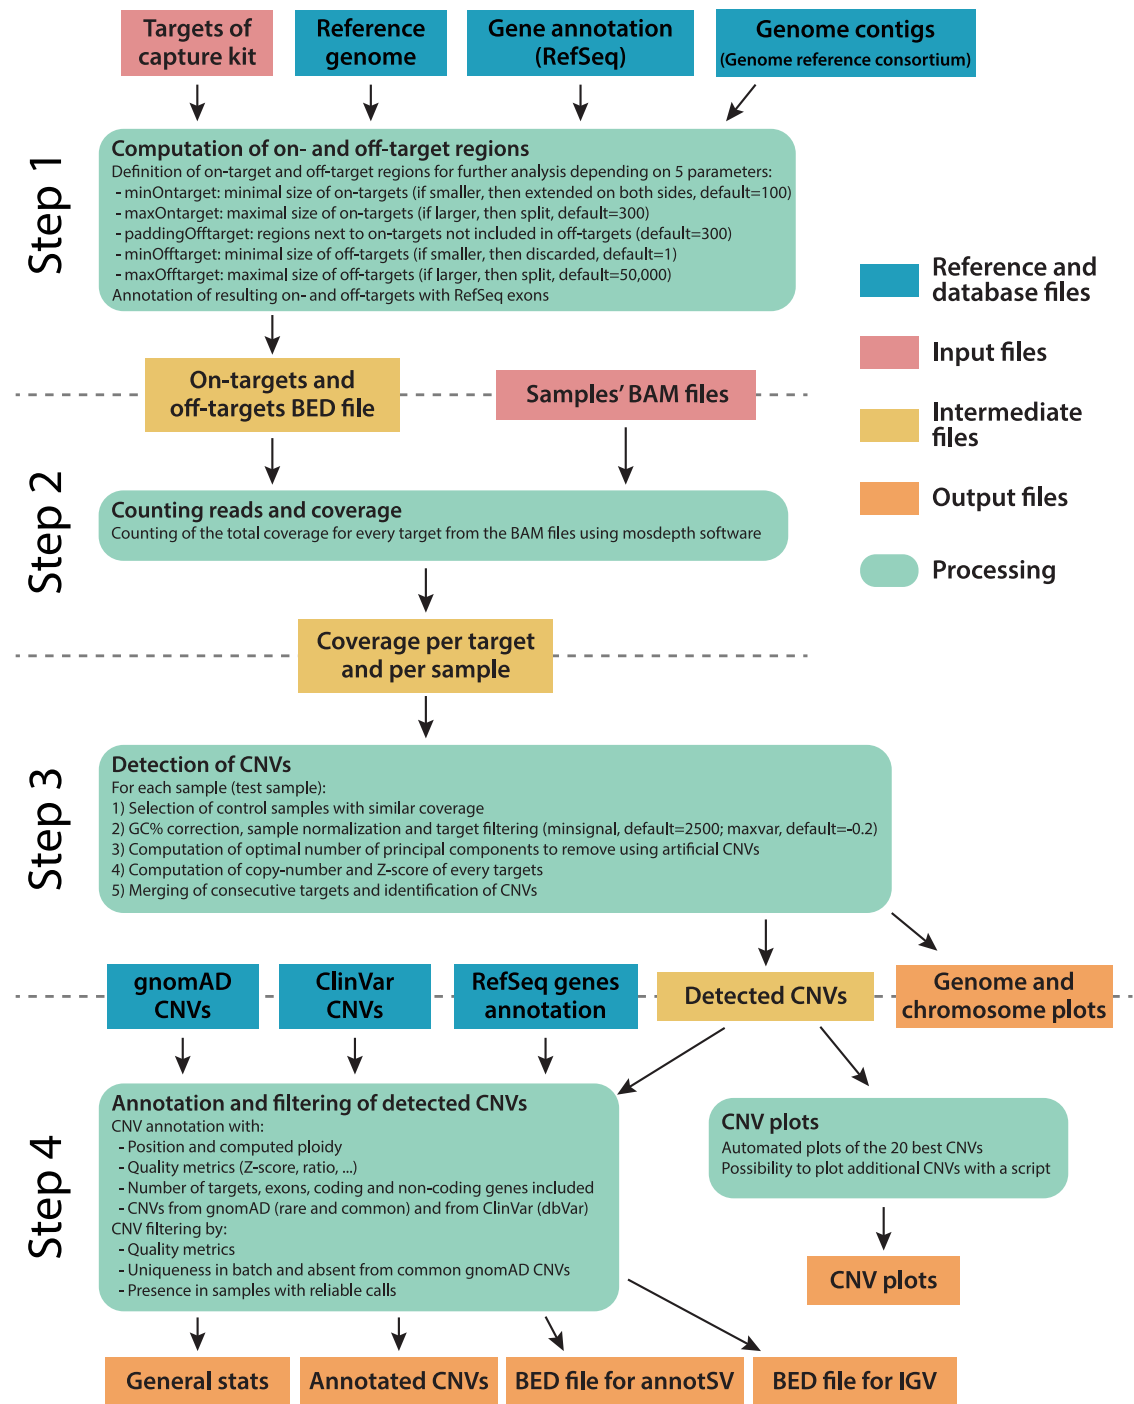 Targets of
capture kit
Reference
genome
Gene annotation
(RefSeq)
Genome contigs
(Genome reference consortium)
Step 1
Computation of on- and off-target regions
Definition of on-target and off-target regions for further analysis depending on 5 parameters:
- minOntarget: minimal size of on-targets (if smaller, then extended on both sides, default=100)
- maxOntarget: maximal size of on-targets (if larger, then split, default=300)
- paddingOfftarget: regions next to on-targets not included in off-targets (default=300)
- minOfftarget: minimal size of off-targets (if smaller, then discarded, default=1)
- maxOfftarget: maximal size of off-targets (if larger, then split, default=50,000)
Annotation of resulting on- and off-targets with RefSeq exons
Reference and
database files
Input files
Intermediate
files
Output files
Processing
On-targets and
off-targets BED file
Samples' BAM files
Step 2
Counting reads and coverage
Counting of the total coverage for every target from the BAM files using mosdepth software
Coverage per target
and per sample
Step 3
Detection of CNVs
For each sample (test sample):
1) Selection of control samples with similar coverage
2) GC% correction, sample normalization and target filtering (minsignal, default=2500; maxvar, default=-0.2)
3) Computation of optimal number of principal components to remove using artificial CNVs
4) Computation of copy-number and Z-score of every targets
5) Merging of consecutive targets and identification of CNVs
gnomAD
CNVs
ClinVar
CNVs
RefSeq genes
annotation
Detected CNVs
Genome and
chromosome plots
Step 4
Annotation and filtering of detected CNVs
CNV annotation with:
- Position and computed ploidy
- Quality metrics (Z-score, ratio, ...)
- Number of targets, exons, coding and non-coding genes included
- CNVs from gnomAD (rare and common) and from ClinVar (dbVar)
CNV filtering by:
- Quality metrics
- Uniqueness in batch and absent from common gnomAD CNVs
- Presence in samples with reliable calls
CNV plots
Automated plots of the 20 best CNVs
Possibility to plot additional CNVs with a script
CNV plots
General stats
Annotated CNVs
BED file for annotSV
BED file for IGV